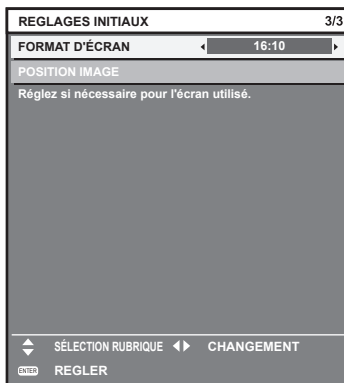 REGLAGES INITIAUX 3/3
FORMAT D'ÉCRAN 16:10
POSITION IMAGE
Réglez si nécessaire pour l'écran utilisé.
SÉLECTION RUBRIQUE CHANGEMENT
ENTER REGLER